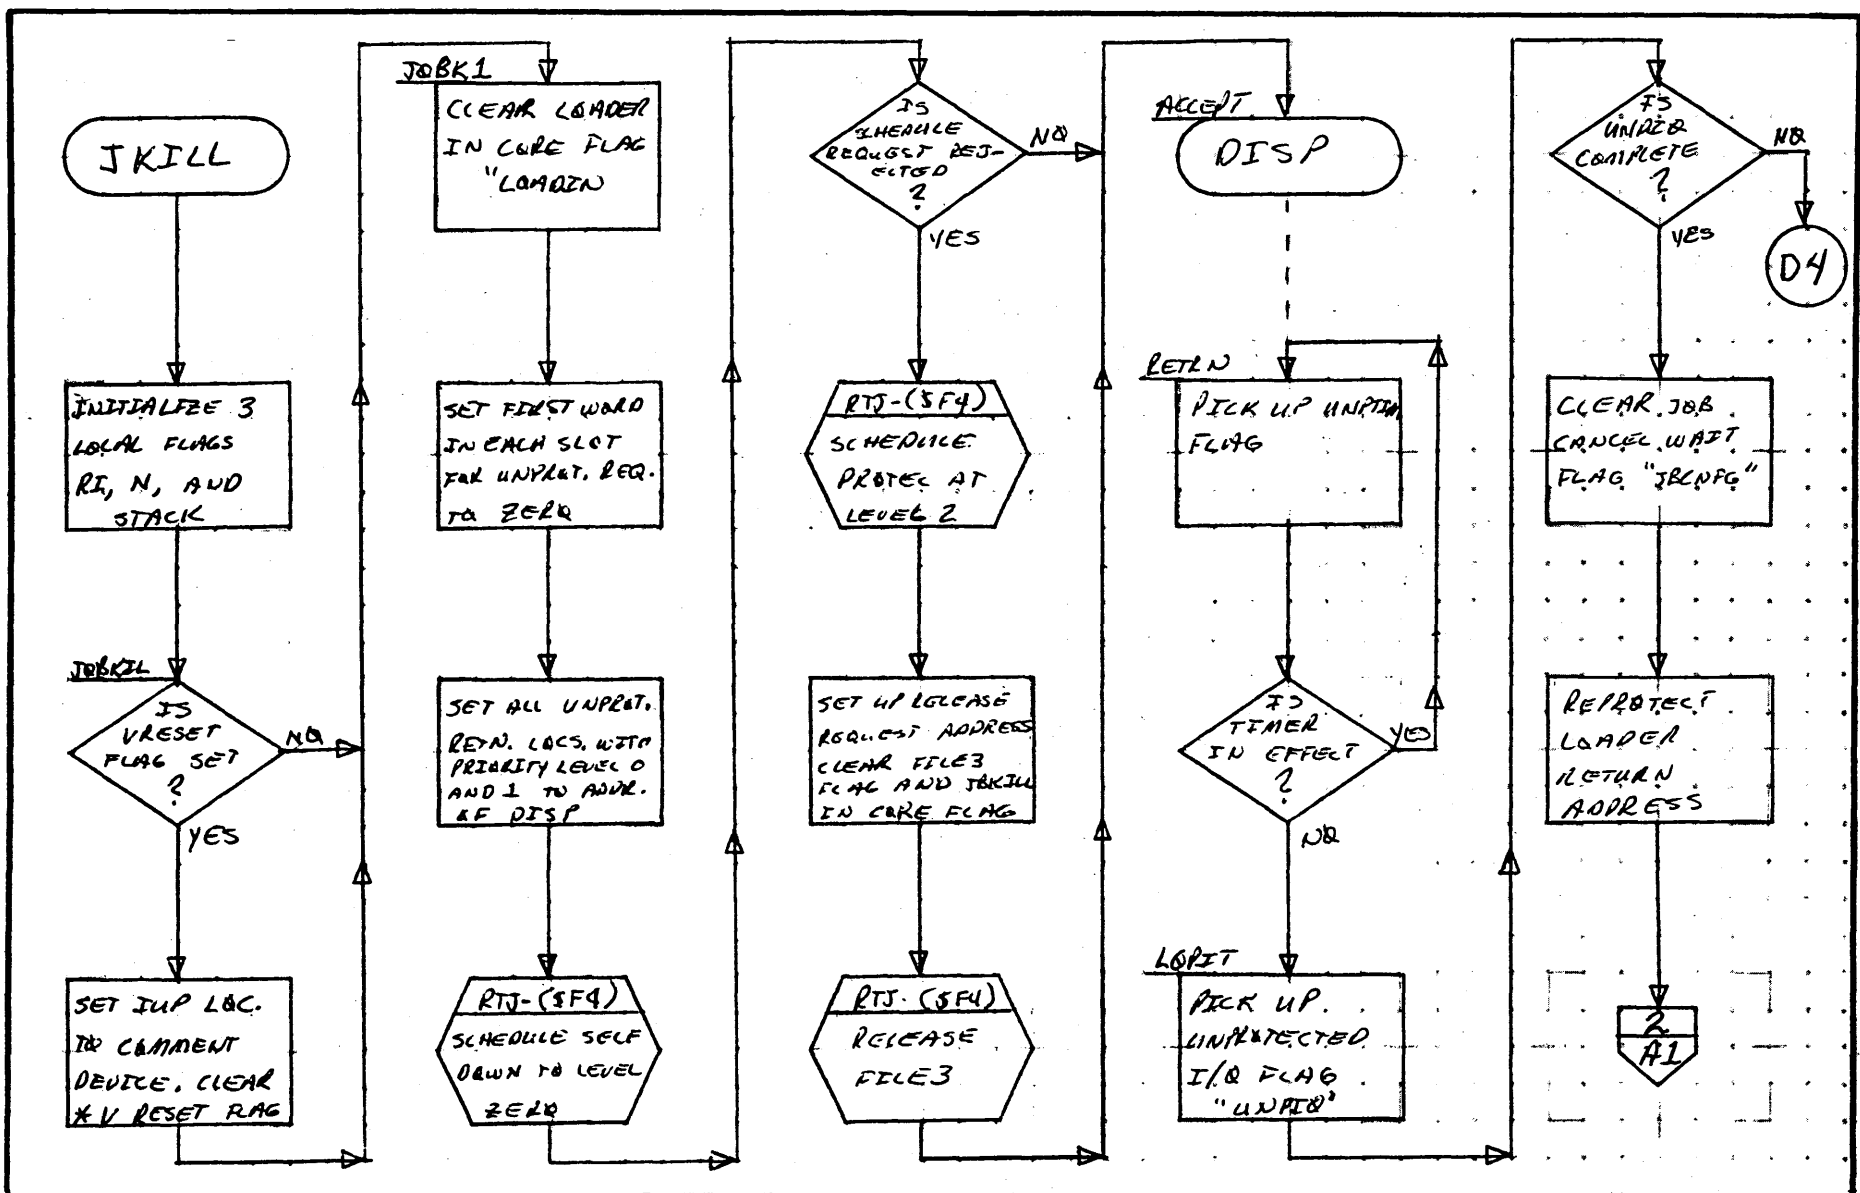 JKILL
INITIALIZE 3
LOCAL FLAGS
RI, N, AND
STACK
JOBKIL
IS
VRESET
FLAG SET
?
NO
YES
SET IUP LOC.
TO COMMENT
DEVICE. CLEAR
*V RESET FLAG
JOBK1
CLEAR LOADER
IN CORE FLAG
"LOADIN
SET FIRST WORD
IN EACH SLOT
FOR UNPROT. REQ.
TO ZERO
SET ALL UNPROT.
RETN. LOCS. WITH
PRIORITY LEVEL 0
AND 1 TO ADDR.
OF DISP
RTJ-($F4)
SCHEDULE SELF
DOWN TO LEVEL
ZERO
IS
SCHEDULE
REQUEST REJ-
ECTED
?
NO
YES
RTJ-($F4)
SCHEDULE
PROTEC AT
LEVEL 2
SET UP RELEASE
REQUEST ADDRESS
CLEAR FILE3
FLAG AND JBKILL
IN CORE FLAG
RTJ-($F4)
RELEASE
FILE3
ACCEPT
DISP
RETRN
PICK UP UNPTIM
FLAG
IS
TIMER
IN EFFECT
?
YES
NO
LOPIT
PICK UP
UNPROTECTED
I/O FLAG
"UNPIO"
IS
UNPIO
COMPLETE
?
NO
YES
D4
CLEAR JOB
CANCEL WAIT
FLAG "JBCNFG"
REPROTECT
LOADER
RETURN
ADDRESS
2
A1